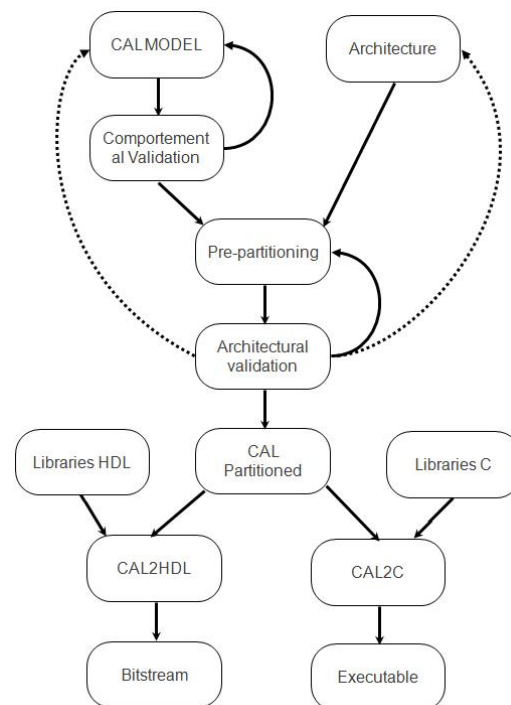 CALMODEL
Architecture
Comportement
al Validation
Pre-partitioning
Architectural
validation
CAL
Partitioned
Libraries HDL
Libraries C
CAL2HDL
CAL2C
Bitstream
Executable